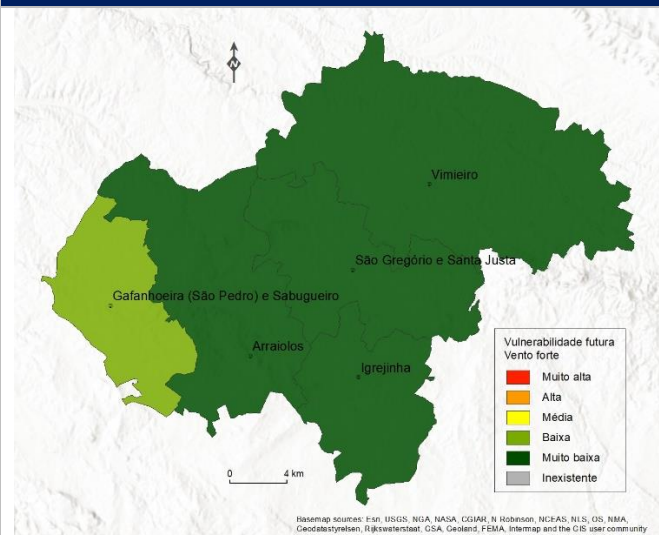 N
Vimieiro
São Gregório e Santa Justa
Gafanhoeira (São Pedro) e Sabugueiro
Arraiolos
Igrejinha
Vulnerabilidade futura
Vento forte
Muito alta
Alta
Média
Baixa
Muito baixa
Inexistente
0 4 km
Basemap sources: Esri, USGS, NGA, NASA, CGIAR, N Robinson, NCEAS, NLS, OS, NMA,
Geodatastyrelsen, Rijkswaterstaat, GSA, Geoland, FEMA, Intermap and the GIS user community